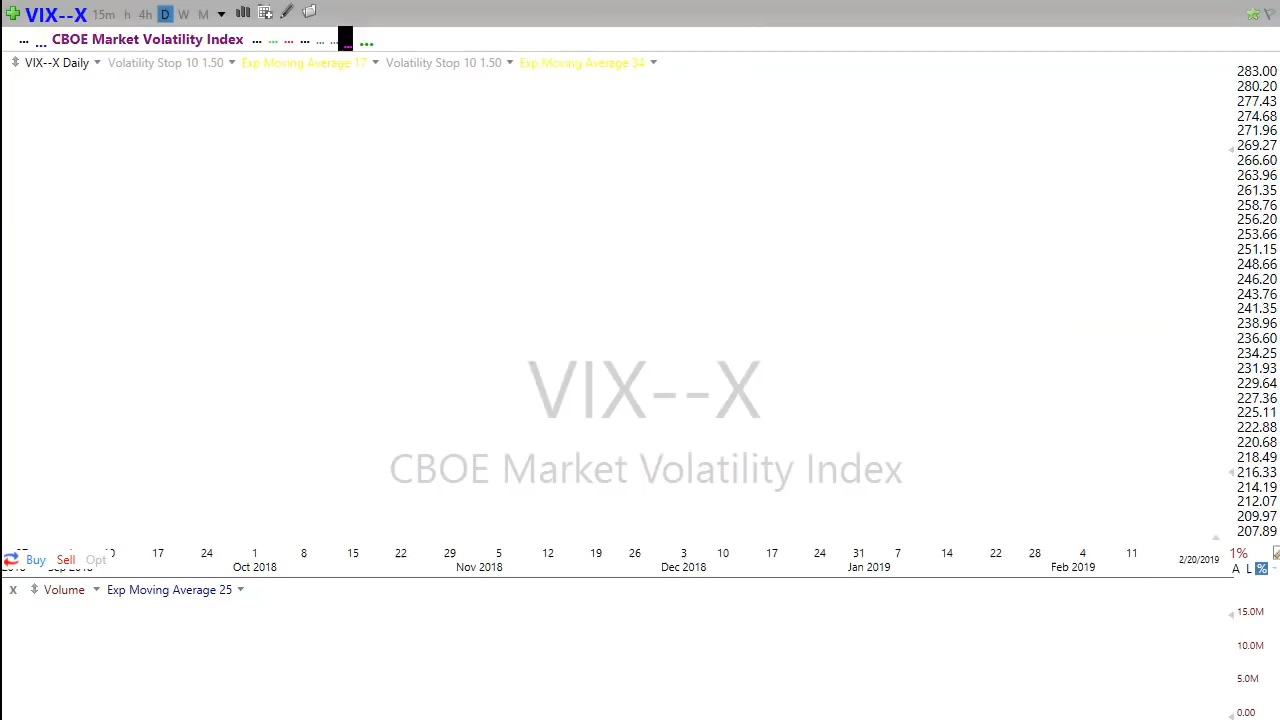 VIX--X 15m h 4h D W M
... ... CBOE Market Volatility Index ... ... ... ... ... ... ... ...
VIX--X Daily Volatility Stop 10 1.50 Exp Moving Average 17 Volatility Stop 10 1.50 Exp Moving Average 34
283.00
280.20
277.43
274.68
271.96
269.27
266.60
263.96
261.35
258.76
256.20
253.66
251.15
248.66
246.20
243.76
241.35
238.96
236.60
234.25
231.93
229.64
227.36
225.11
222.88
220.68
218.49
216.33
214.19
212.07
209.97
207.89
VIX--X
CBOE Market Volatility Index
17 24 1 8 15 22 29 5 12 19 26 3 10 17 24 31 7 14 22 28 4 11
Buy Sell Opt 2/20/2019 1%
Oct 2018 Nov 2018 Dec 2018 Jan 2019 Feb 2019 A L %
X Volume Exp Moving Average 25
15.0M
10.0M
5.0M
0.00